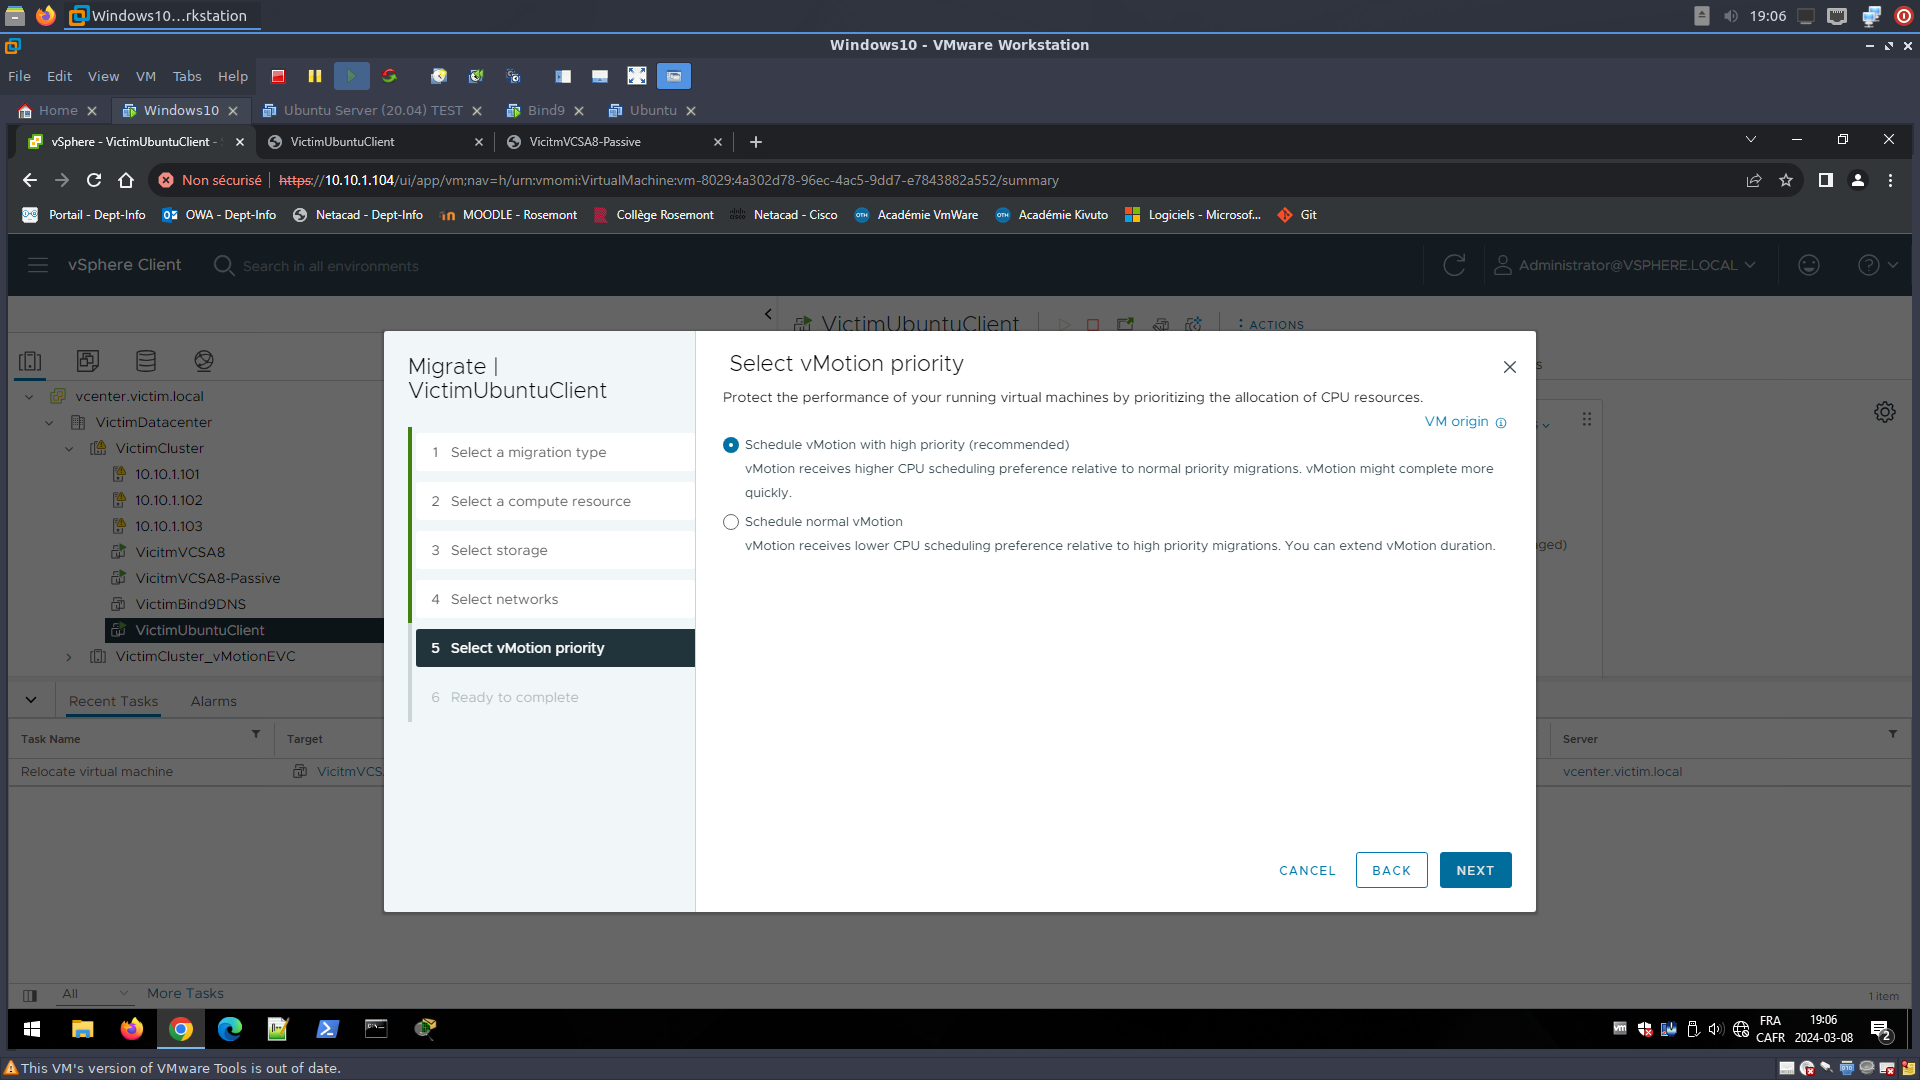 Windows10...rkstation
19:06
Windows10 - VMware Workstation
File Edit View VM Tabs Help
Home Windows10 Ubuntu Server (20.04) TEST Bind9 Ubuntu
vSphere - VictimUbuntuClient - VictimUbuntuClient VicitmVCSA8-Passive
Non sécurisé https://10.10.1.104/ui/app/vm;nav=h/urn:vmomi:VirtualMachine:vm-8029:4a302d78-96ec-4ac5-9dd7-e7843882a552/summary
Portail - Dept-Info OWA - Dept-Info Netacad - Dept-Info MOODLE - Rosemont Collège Rosemont Netacad - Cisco Académie VmWare Académie Kivuto Logiciels - Microsof... Git
vSphere Client Search in all environments Administrator@VSPHERE.LOCAL
VictimUbuntuClient ACTIONS
vcenter.victim.local
VictimDatacenter
VictimCluster
10.10.1.101
10.10.1.102
10.10.1.103
VicitmVCSA8
VicitmVCSA8-Passive
VictimBind9DNS
VictimUbuntuClient
VictimCluster_vMotionEVC
Migrate |
VictimUbuntuClient
1 Select a migration type
2 Select a compute resource
3 Select storage
4 Select networks
5 Select vMotion priority
6 Ready to complete
Select vMotion priority
Protect the performance of your running virtual machines by prioritizing the allocation of CPU resources.
VM origin
Schedule vMotion with high priority (recommended)
vMotion receives higher CPU scheduling preference relative to normal priority migrations. vMotion might complete more
quickly.
Schedule normal vMotion
vMotion receives lower CPU scheduling preference relative to high priority migrations. You can extend vMotion duration.
aged)
CANCEL BACK NEXT
Recent Tasks Alarms
Task Name Target Server
Relocate virtual machine VicitmVCS vcenter.victim.local
All More Tasks 1 item
FRA
CAFR
19:06
2024-03-08
2
This VM's version of VMware Tools is out of date.